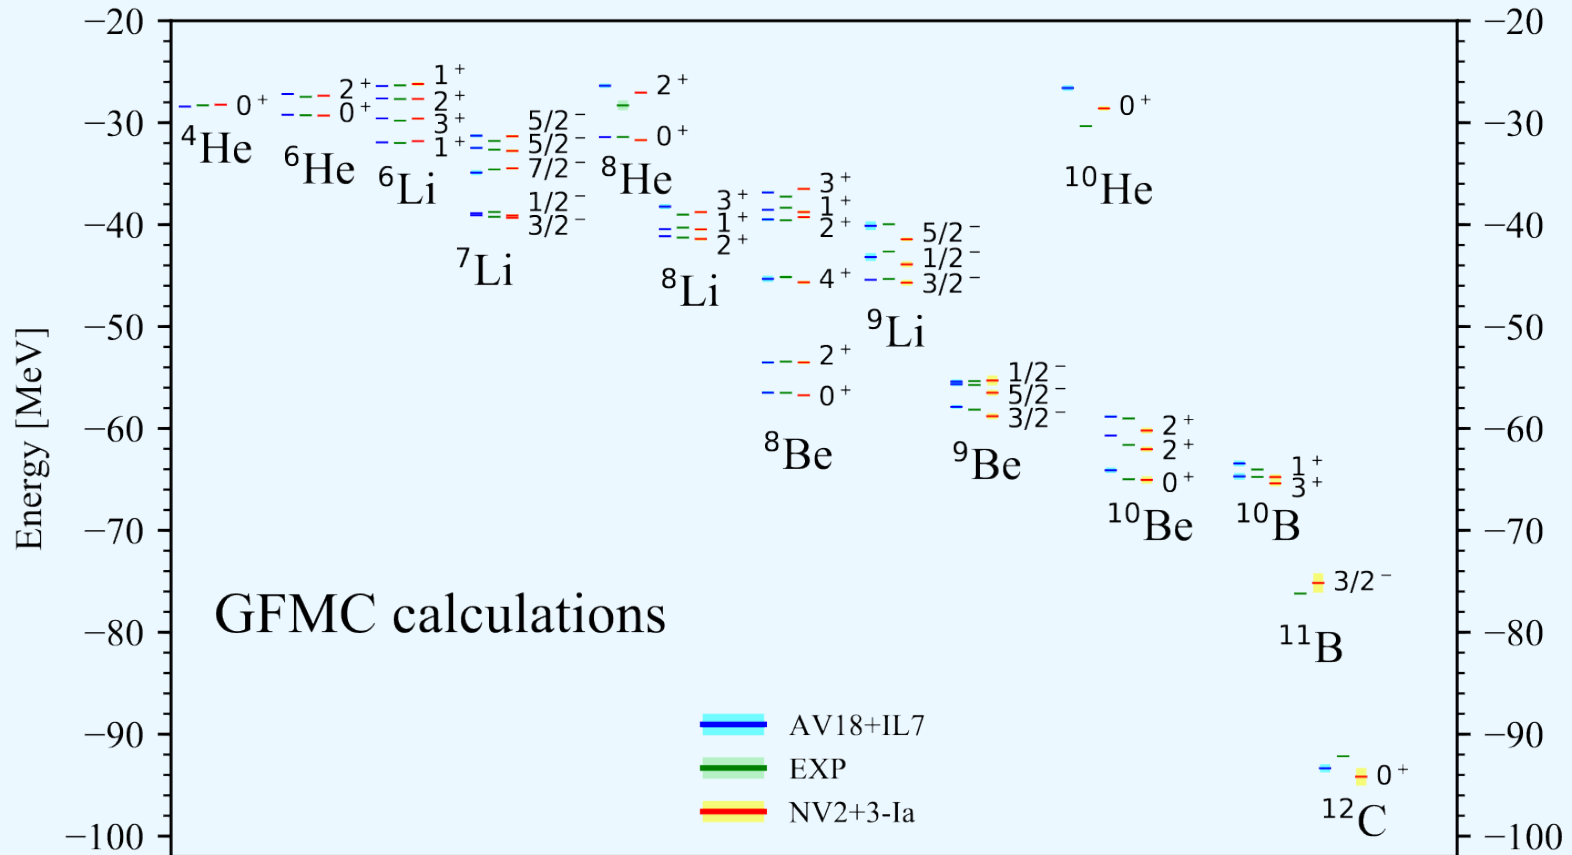 −20
−30
−40
−50
−60
−70
−80
−90
−100
Energy [MeV]
0⁺
⁴He
2⁺
0⁺
⁶He
1⁺
2⁺
3⁺
1⁺
⁶Li
5/2⁻
5/2⁻
7/2⁻
1/2⁻
3/2⁻
⁷Li
2⁺
0⁺
⁸He
3⁺
1⁺
2⁺
⁸Li
3⁺
1⁺
2⁺
4⁺
2⁺
0⁺
⁸Be
5/2⁻
1/2⁻
3/2⁻
⁹Li
1/2⁻
5/2⁻
3/2⁻
⁹Be
0⁺
¹⁰He
2⁺
2⁺
0⁺
¹⁰Be
1⁺
3⁺
¹⁰B
3/2⁻
¹¹B
0⁺
¹²C
GFMC calculations
AV18+IL7
EXP
NV2+3-Ia
−20
−30
−40
−50
−60
−70
−80
−90
−100